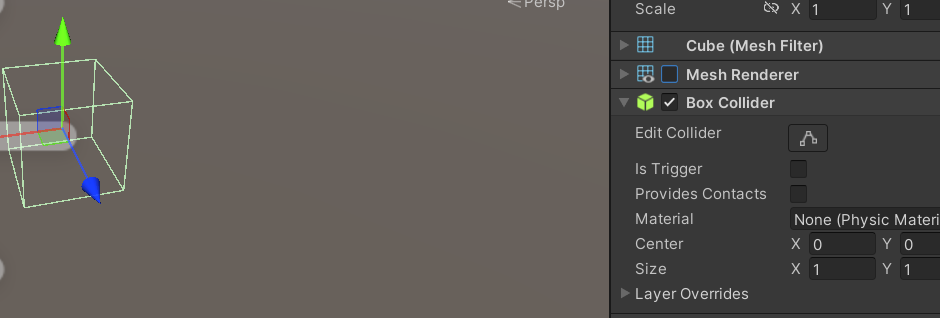 Persp
Scale X 1 Y 1
Cube (Mesh Filter)
Mesh Renderer
Box Collider
Edit Collider
Is Trigger
Provides Contacts
Material None (Physic Materi
Center X 0 Y 0
Size X 1 Y 1
Layer Overrides